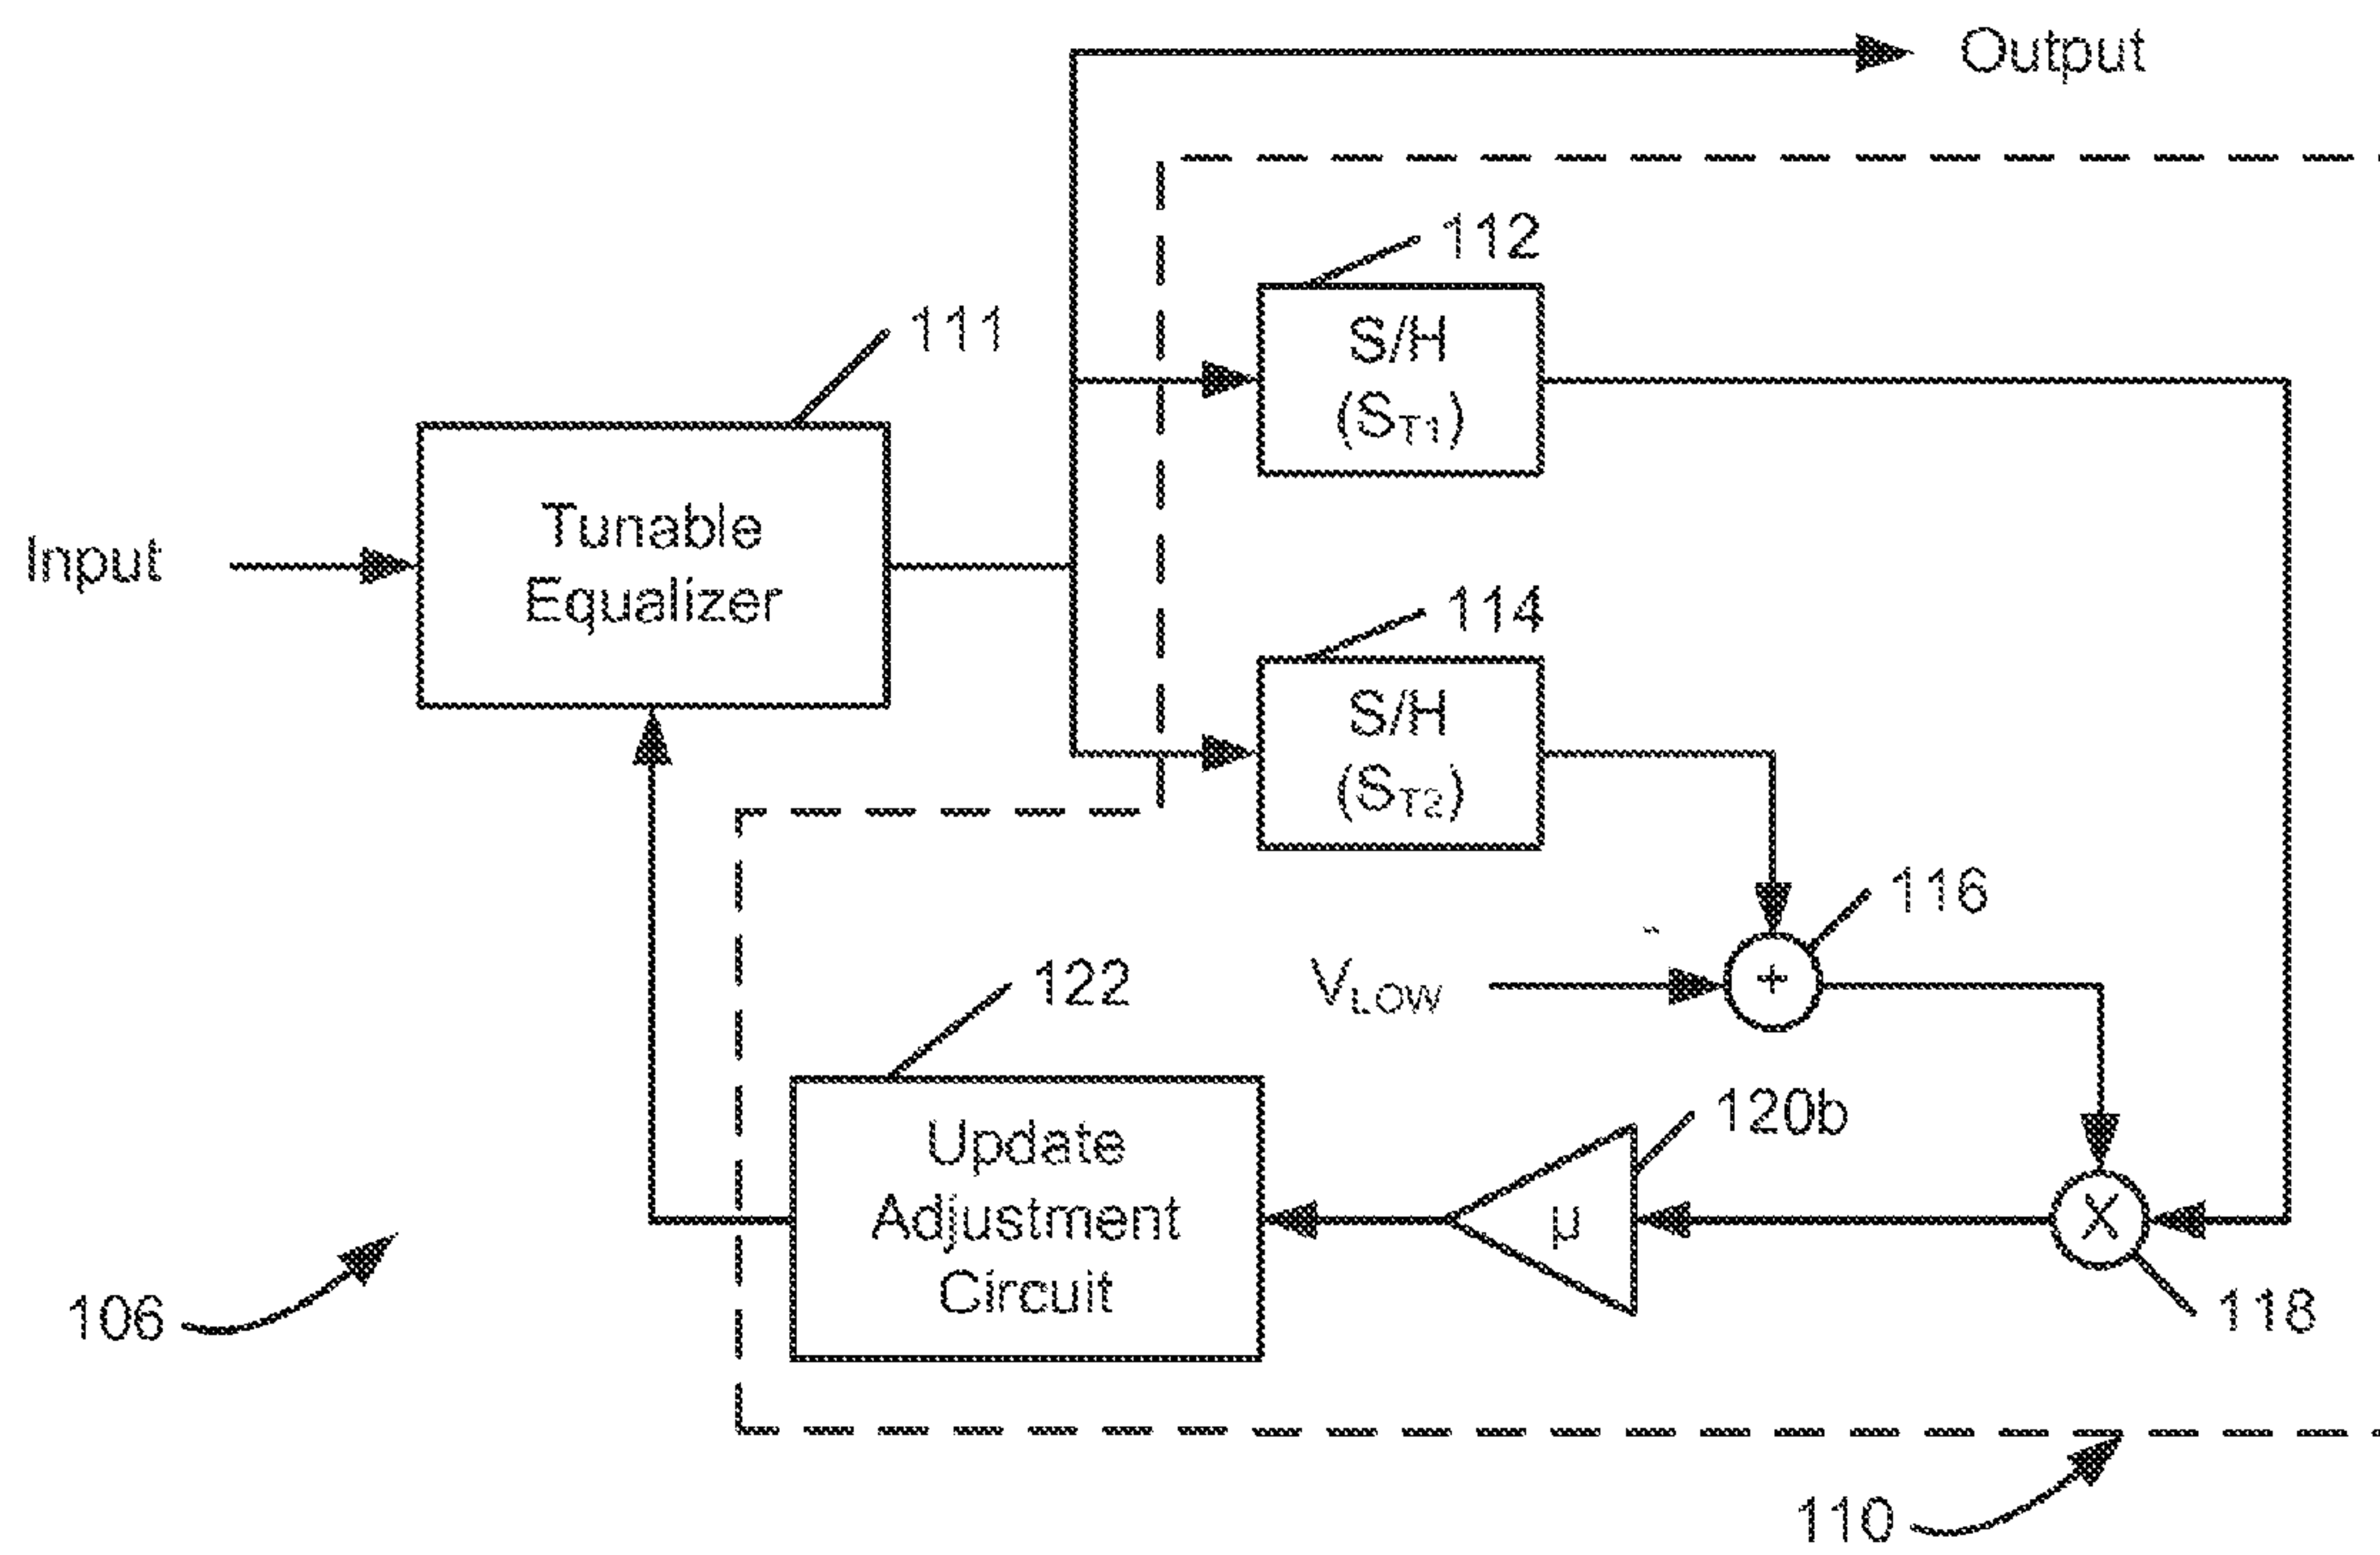 Output
112
S/H
(ST1)
111
Tunable
Equalizer
Input
114
S/H
(ST2)
116
+
VLOW
-
122
Update
Adjustment
Circuit
120b
µ
X
118
106
110